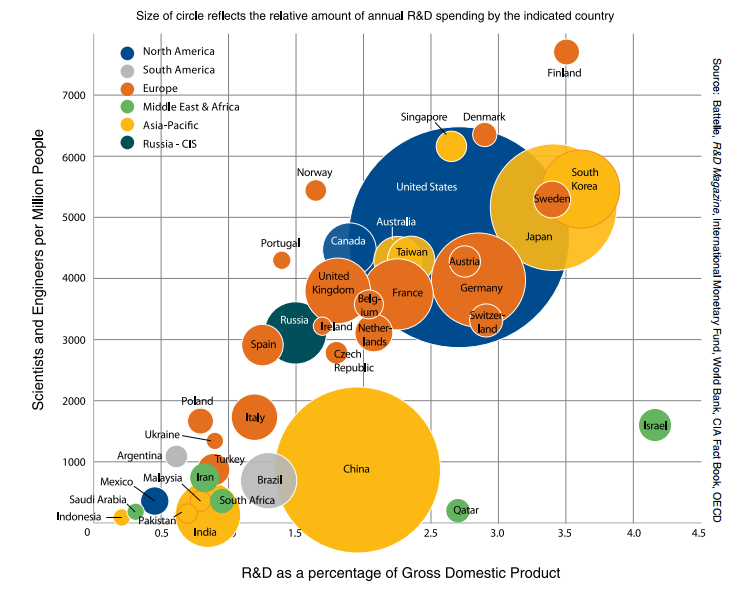 Size of circle reflects the relative amount of annual R&D spending by the indicated country
North America
South America
Europe
Middle East & Africa
Asia-Pacific
Russia - CIS
Finland
7000
Singapore
Denmark
6000
Norway
United States
South
Korea
Sweden
5000
Australia
Japan
Portugal
Canada
Taiwan
Austria
4000
United
Kingdom
France
Germany
Belg-
ium
Switzer-
land
Russia
Ireland
Nether-
lands
3000
Spain
Czech
Republic
2000
Poland
Italy
Israel
Ukraine
Argentina
Turkey
1000
China
Iran
Brazil
Mexico
Malaysia
Saudi Arabia
South Africa
Qatar
Indonesia
Pakistan
India
0
0.5
1.5
2.5
3.0
3.5
4.0
4.5
R&D as a percentage of Gross Domestic Product
Scientists and Engineers per Million People
Source: Battelle, R&D Magazine, International Monetary Fund, World Bank, CIA Fact Book, OECD